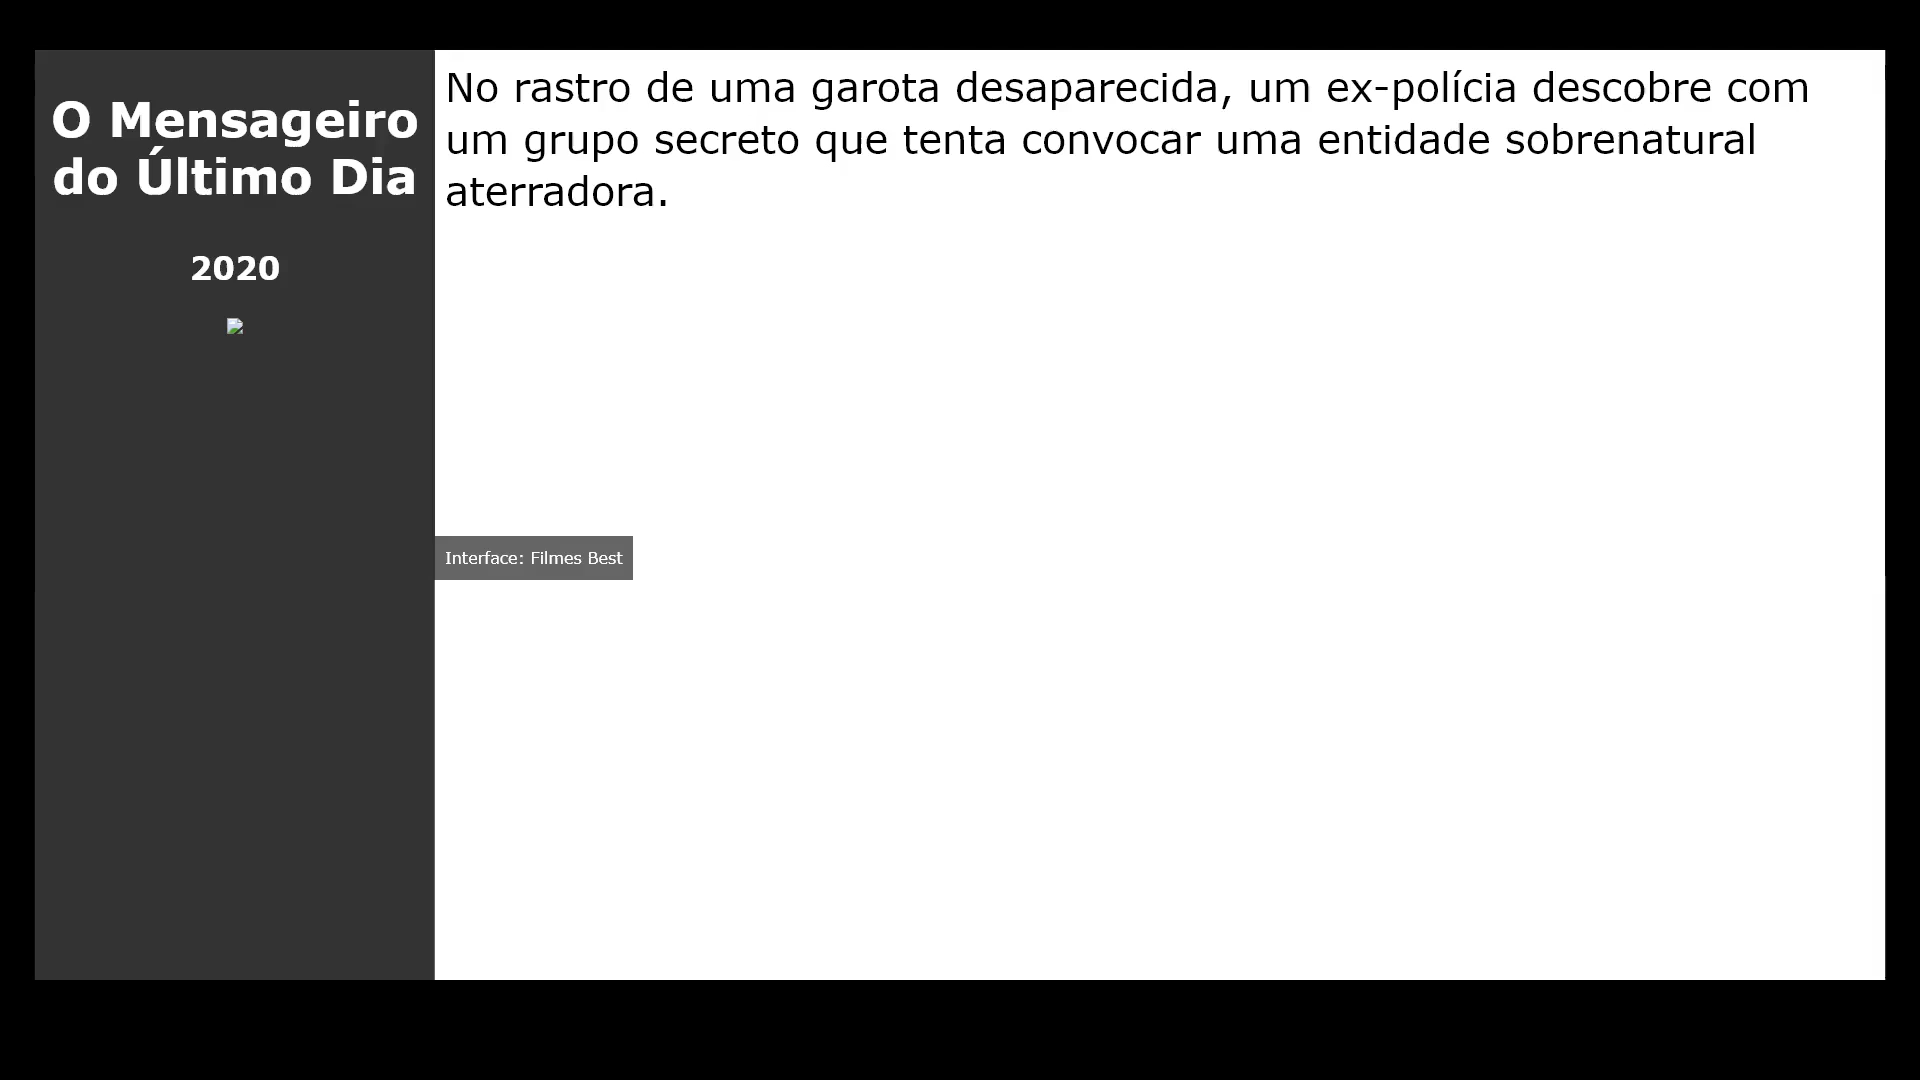 O Mensageiro
do Último Dia
2020
No rastro de uma garota desaparecida, um ex-polícia descobre com
um grupo secreto que tenta convocar uma entidade sobrenatural
aterradora.
Interface: Filmes Best